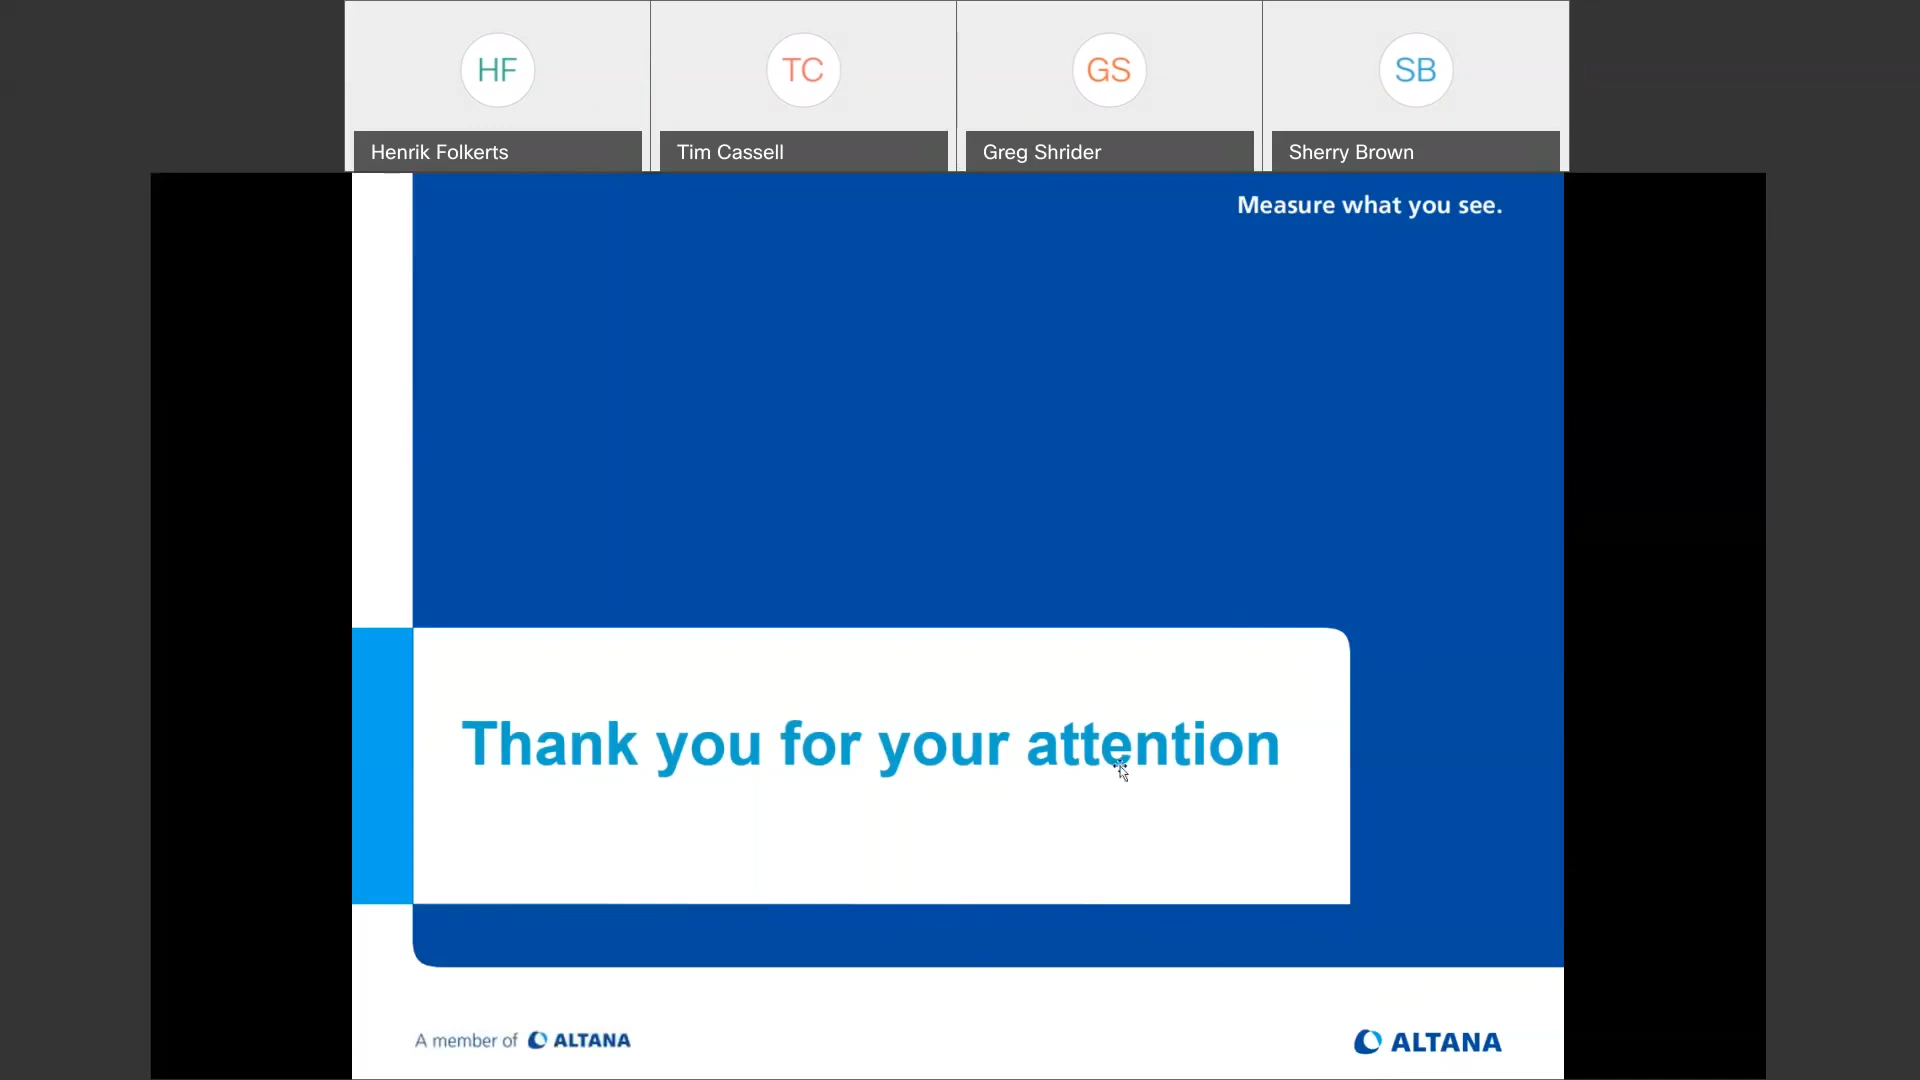 HF
TC
GS
SB
Henrik Folkerts
Tim Cassell
Greg Shrider
Sherry Brown
Measure what you see.
Thank you for your attention
A member of ALTANA
ALTANA